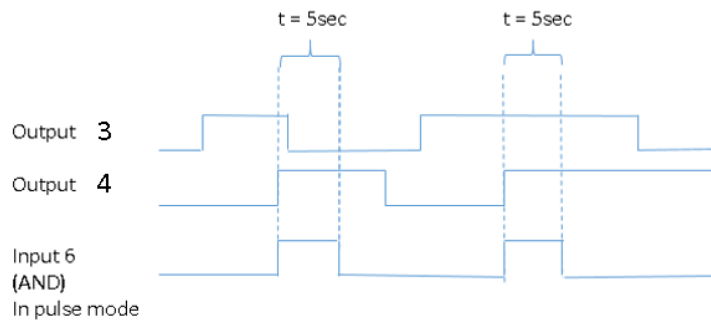 t = 5sec t = 5sec
Output 3
Output 4
Input 6
(AND)
In pulse mode